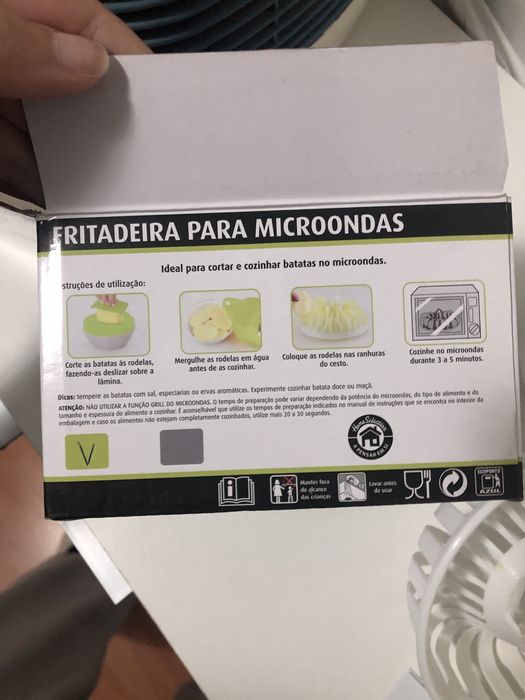 FRITADEIRA PARA MICROONDAS
Ideal para cortar e cozinhar batatas no microondas.
struções de utilização:
Corte as batatas às rodelas,
fazendo-as deslizar sobre a
lâmina.
Mergulhe as rodelas em água
antes de as cozinhar.
Coloque as rodelas nas ranhuras
do cesto.
Cozinhe no microondas
durante 3 a 5 minutos.
Dicas: tempere as batatas com sal, especiarias ou ervas aromáticas. Experimente cozinhar batata doce ou maçã.
ATENÇÃO: NÃO UTILIZAR A FUNÇÃO GRILL DO MICROONDAS. O tempo de preparação pode variar dependendo da potência do microondas, do tipo de alimento e do
tamanho e espessura do alimento a cozinhar. É aconselhável que utilize os tempos de preparação indicados no manual de instruções que se encontra no interior da
embalagem e caso os alimentos não estejam completamente cozinhados, utilize mais 20 a 30 segundos.
V
Home Selection
A PENSAR EM SI
i
Manter fora
do alcance
das crianças
Lavar antes
de usar
ECOPONTO
AZUL